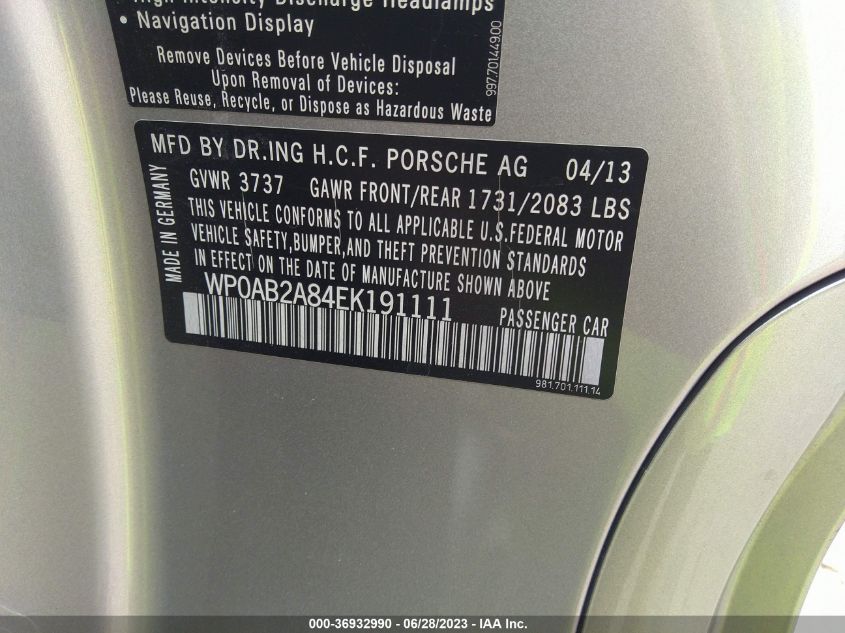 High Intensity Discharge Headlamps
• Navigation Display
Remove Devices Before Vehicle Disposal
Upon Removal of Devices:
Please Reuse, Recycle, or Dispose as Hazardous Waste
997.701.449.00
MFD BY DR.ING H.C.F. PORSCHE AG 04/13
GVWR 3737 GAWR FRONT/REAR 1731/2083 LBS
THIS VEHICLE CONFORMS TO ALL APPLICABLE U.S.FEDERAL MOTOR
VEHICLE SAFETY,BUMPER,AND THEFT PREVENTION STANDARDS
IN EFFECT ON THE DATE OF MANUFACTURE SHOWN ABOVE
MADE IN GERMANY
WP0AB2A84EK191111 PASSENGER CAR
981.701.111.14
000-36932990 | 06/28/2023 | IAA Inc.